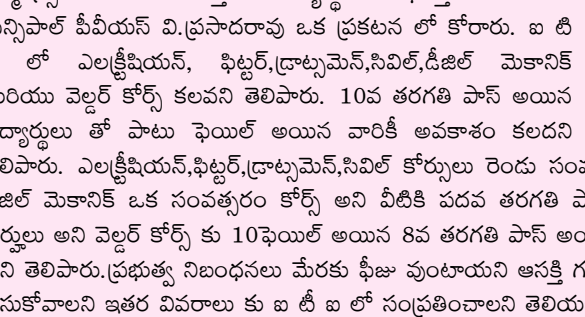 న్సిపాల్ పీవీయస్ వి.ప్రసాదరావు ఒక ప్రకటన లో కోరారు. ఐ టి
లో ఎలక్ట్రీషియన్, ఫిట్టర్,డ్రాట్సమెన్,సివిల్,డీజిల్ మెకానిక్
మరియు వెల్డర్ కోర్స్ కలవని తెలిపారు. 10వ తరగతి పాస్ అయిన
ద్యార్థులు తో పాటు ఫెయిల్ అయిన వారికీ అవకాశం కలదని
లిపారు. ఎలక్ట్రీషియన్,ఫిట్టర్,డ్రాట్సమెన్,సివిల్ కోర్సులు రెండు సంవ
జిల్ మెకానిక్ ఒక సంవత్సరం కోర్స్ అని వీటికి పదవ తరగతి పా
ర్హులు అని వెల్డర్ కోర్స్ కు 10ఫెయిల్ అయిన 8వ తరగతి పాస్ అం
ని తెలిపారు.ప్రభుత్వ నిబంధనలు మేరకు ఫీజు వుంటాయని ఆసక్తి గ
సుకోవాలని ఇతర వివరాలు కు ఐ టీ ఐ లో సంప్రతించాలని తెలియ